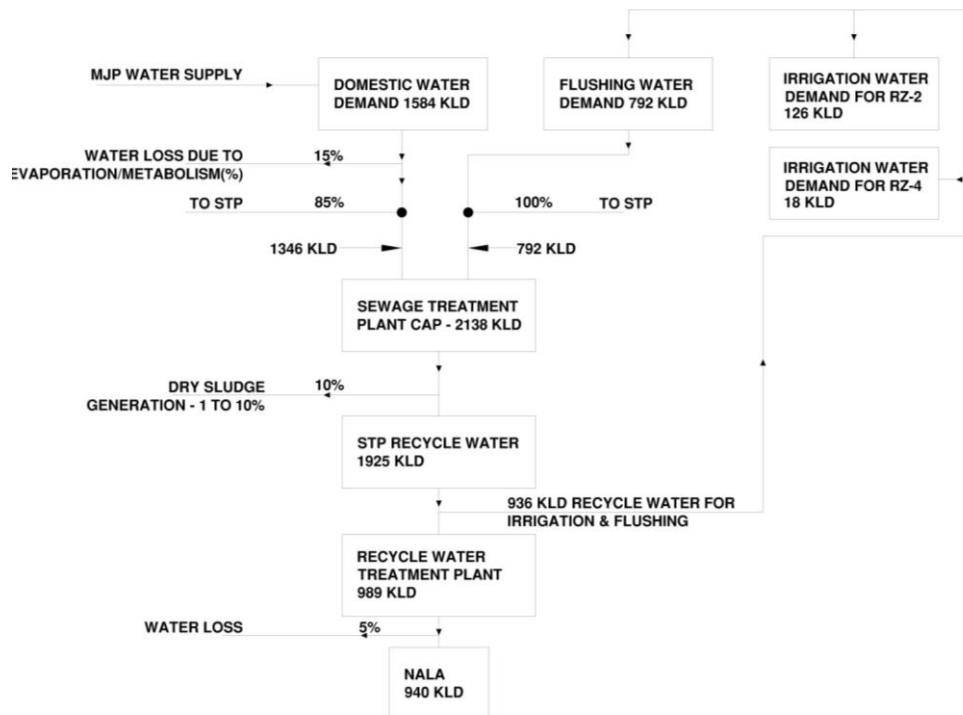 MJP WATER SUPPLY
DOMESTIC WATER
DEMAND 1584 KLD
FLUSHING WATER
DEMAND 792 KLD
IRRIGATION WATER
DEMAND FOR RZ-2
126 KLD
WATER LOSS DUE TO
EVAPORATION/METABOLISM(%)
15%
IRRIGATION WATER
DEMAND FOR RZ-4
18 KLD
TO STP
85%
100%
TO STP
1346 KLD
792 KLD
SEWAGE TREATMENT
PLANT CAP - 2138 KLD
DRY SLUDGE
GENERATION - 1 TO 10%
10%
STP RECYCLE WATER
1925 KLD
936 KLD RECYCLE WATER FOR
IRRIGATION & FLUSHING
RECYCLE WATER
TREATMENT PLANT
989 KLD
WATER LOSS
5%
NALA
940 KLD